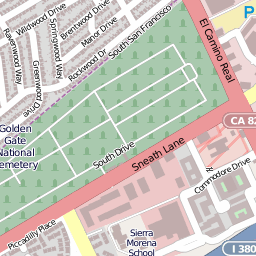 Ravenwood Way
Wildwood Drive
Springwood Way
Brentwood Drive
Greenwood Drive
Manor Drive
Rockwood Dr
South San Francisco
El Camino Real
P
CA 82
Golden
Gate
National
Cemetery
South Drive
Sneath Lane
Commodore Drive
Piccadilly Place
Sierra
Morena
School
I 380